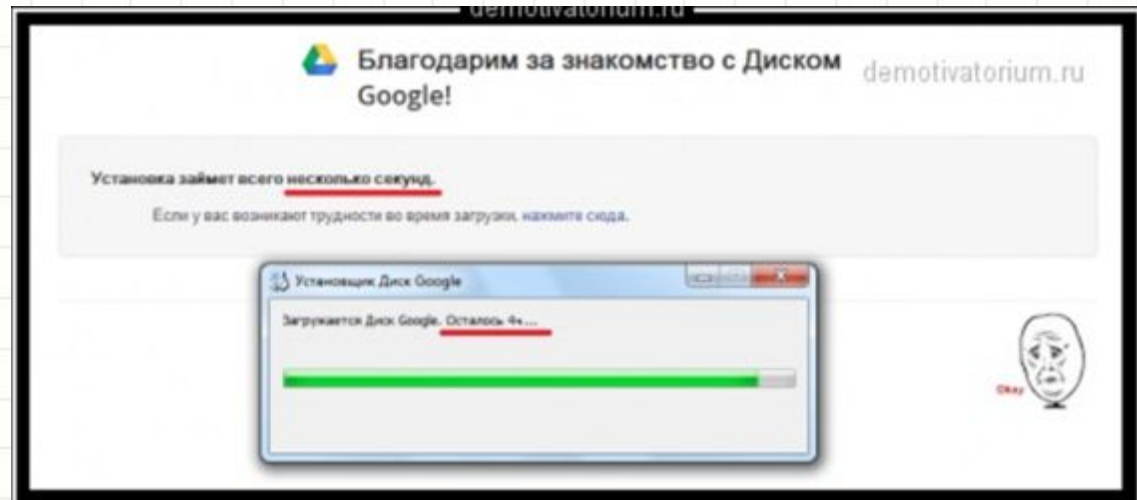 demotivatorium.ru
Благодарим за знакомство с Диском
Google!
demotivatorium.ru
Установка займет всего несколько секунд.
Если у вас возникают трудности во время загрузки, нажмите сюда.
Установщик Диск Google
Загружается Диск Google. Осталось 4ч...
Okay